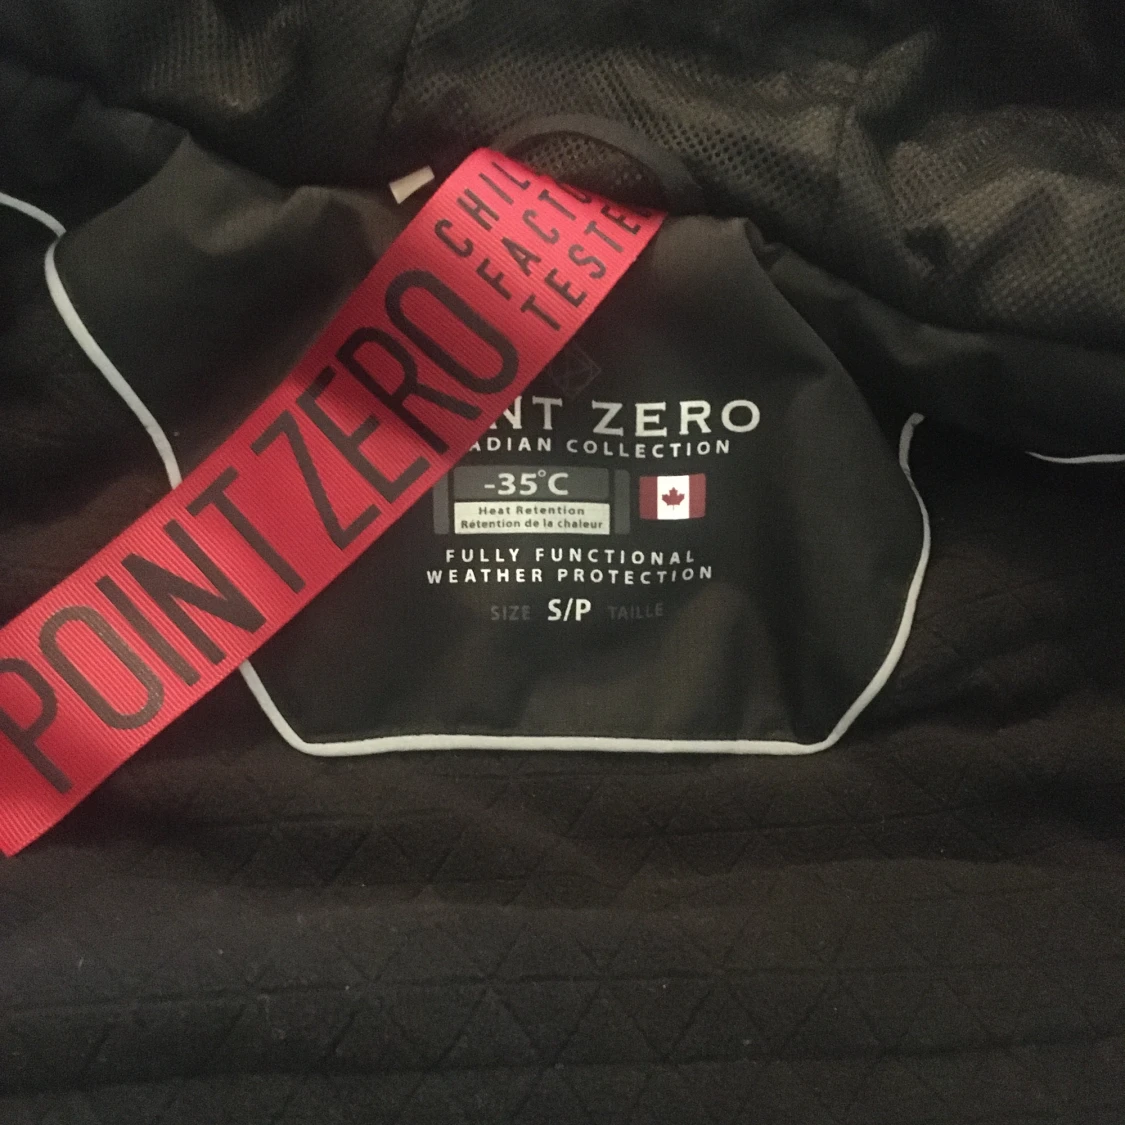 CHIL
FACTO
TESTE
POINT ZERO
NT ZERO
ADIAN COLLECTION
-35°C
Heat Retention
Rétention de la chaleur
FULLY FUNCTIONAL
WEATHER PROTECTION
SIZE S/P TAILLE